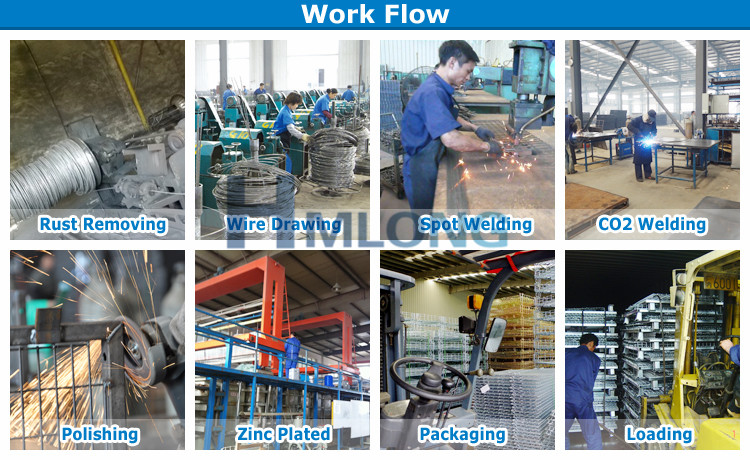 Work Flow
Rust Removing
Wire Drawing
Spot Welding
CO2 Welding
HMLONG
Polishing
Zinc Plated
Packaging
Loading